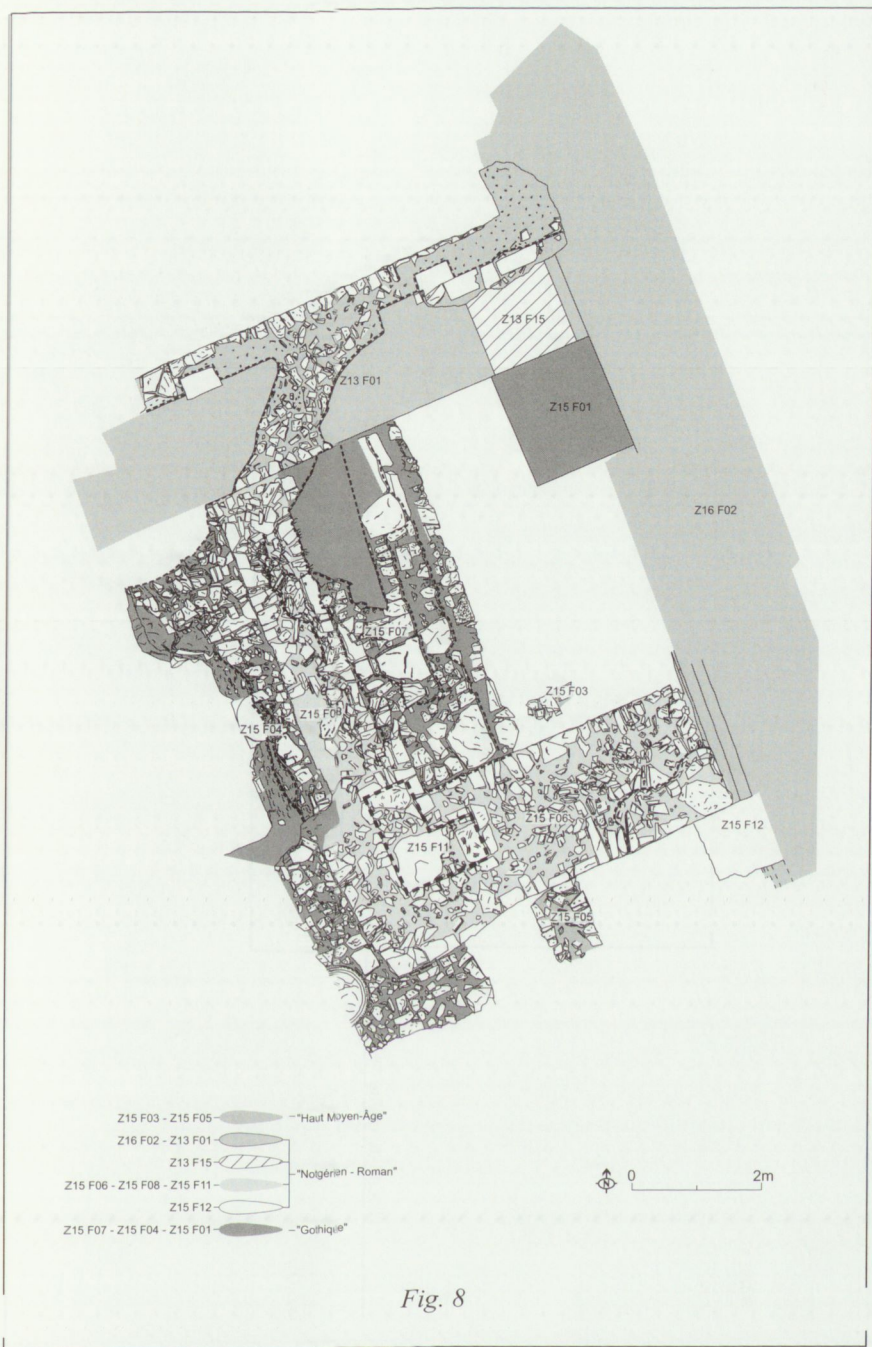 Z13 F15
Z13 F01
Z15 F01
Z16 F02
Z15 F07
Z15 F03
Z15 F08
Z15 F04
Z15 F06
Z15 F12
Z15 F11
Z15 F05
Z15 F03 - Z15 F05 "Haut Moyen-Âge"
Z16 F02 - Z13 F01
Z13 F15 "Notgérien - Roman"
Z15 F06 - Z15 F08 - Z15 F11
Z15 F12
Z15 F07 - Z15 F04 - Z15 F01 "Gothique"
N 0 2m
Fig. 8